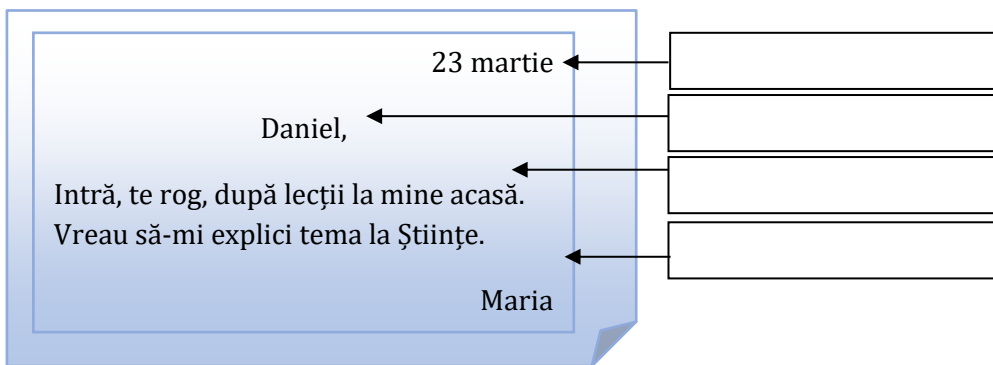 23 martie
Daniel,
Intră, te rog, după lecții la mine acasă.
Vreau să-mi explici tema la Științe.
Maria